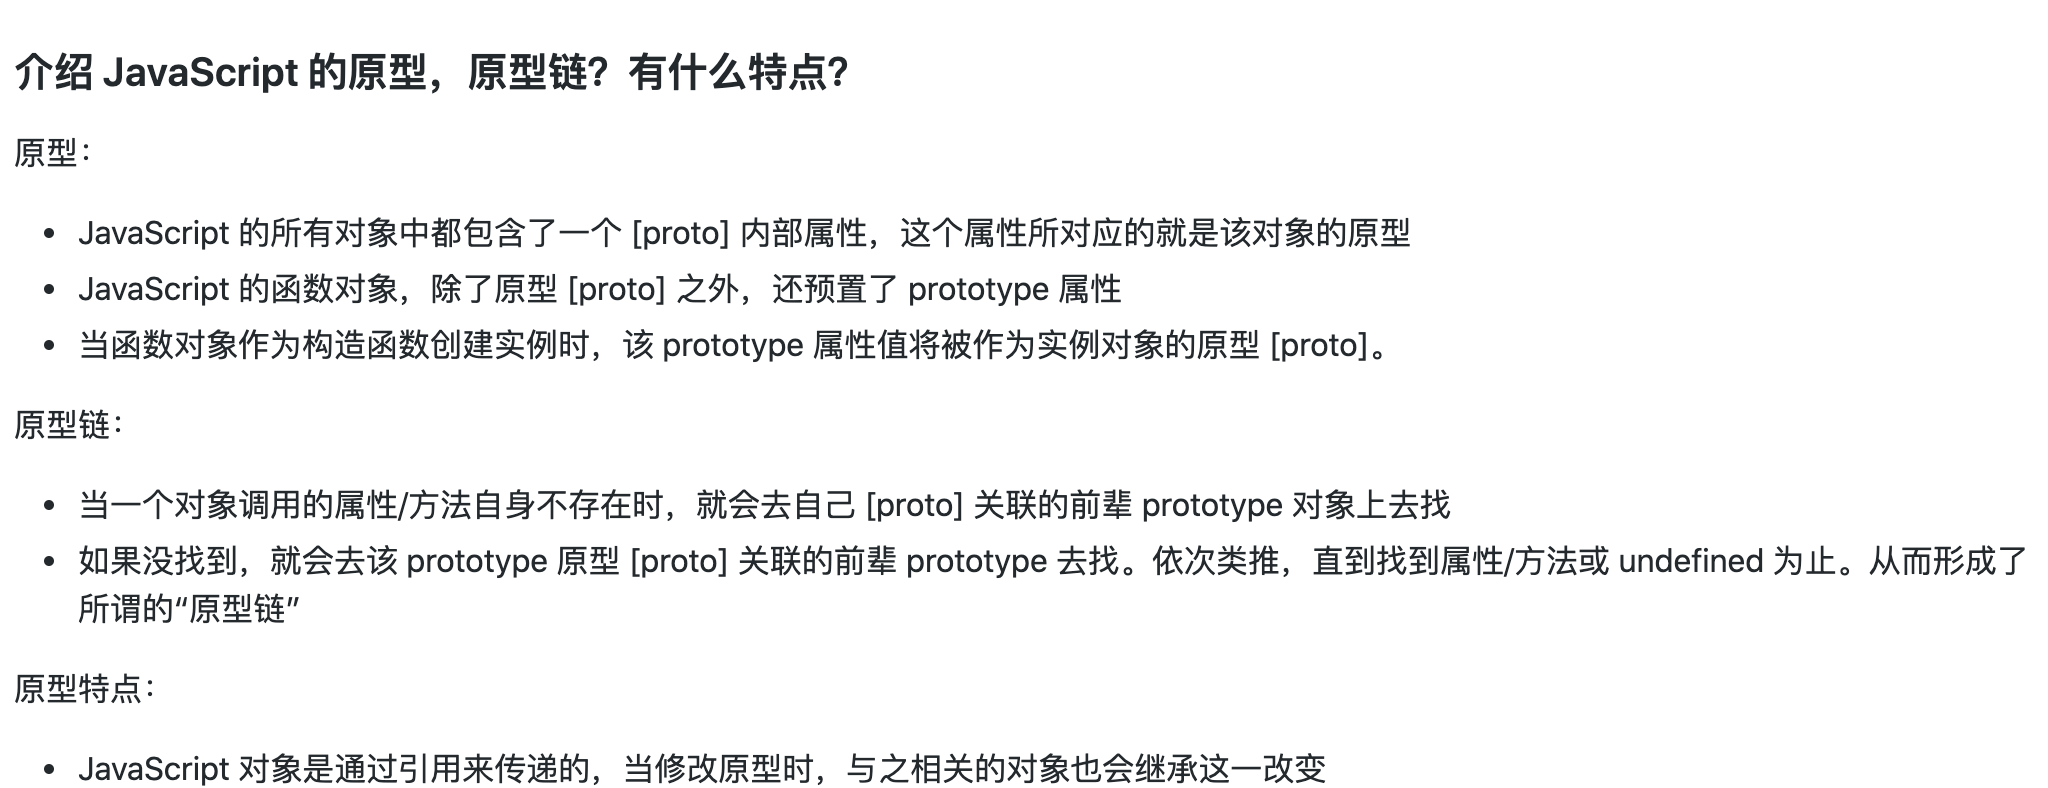 介绍 JavaScript 的原型，原型链？有什么特点？
原型：
• JavaScript 的所有对象中都包含了一个 [proto] 内部属性，这个属性所对应的就是该对象的原型
• JavaScript 的函数对象，除了原型 [proto] 之外，还预置了 prototype 属性
• 当函数对象作为构造函数创建实例时，该 prototype 属性值将被作为实例对象的原型 [proto]。
原型链：
• 当一个对象调用的属性/方法自身不存在时，就会去自己 [proto] 关联的前辈 prototype 对象上去找
• 如果没找到，就会去该 prototype 原型 [proto] 关联的前辈 prototype 去找。依次类推，直到找到属性/方法或 undefined 为止。从而形成了
所谓的“原型链”
原型特点：
• JavaScript 对象是通过引用来传递的，当修改原型时，与之相关的对象也会继承这一改变